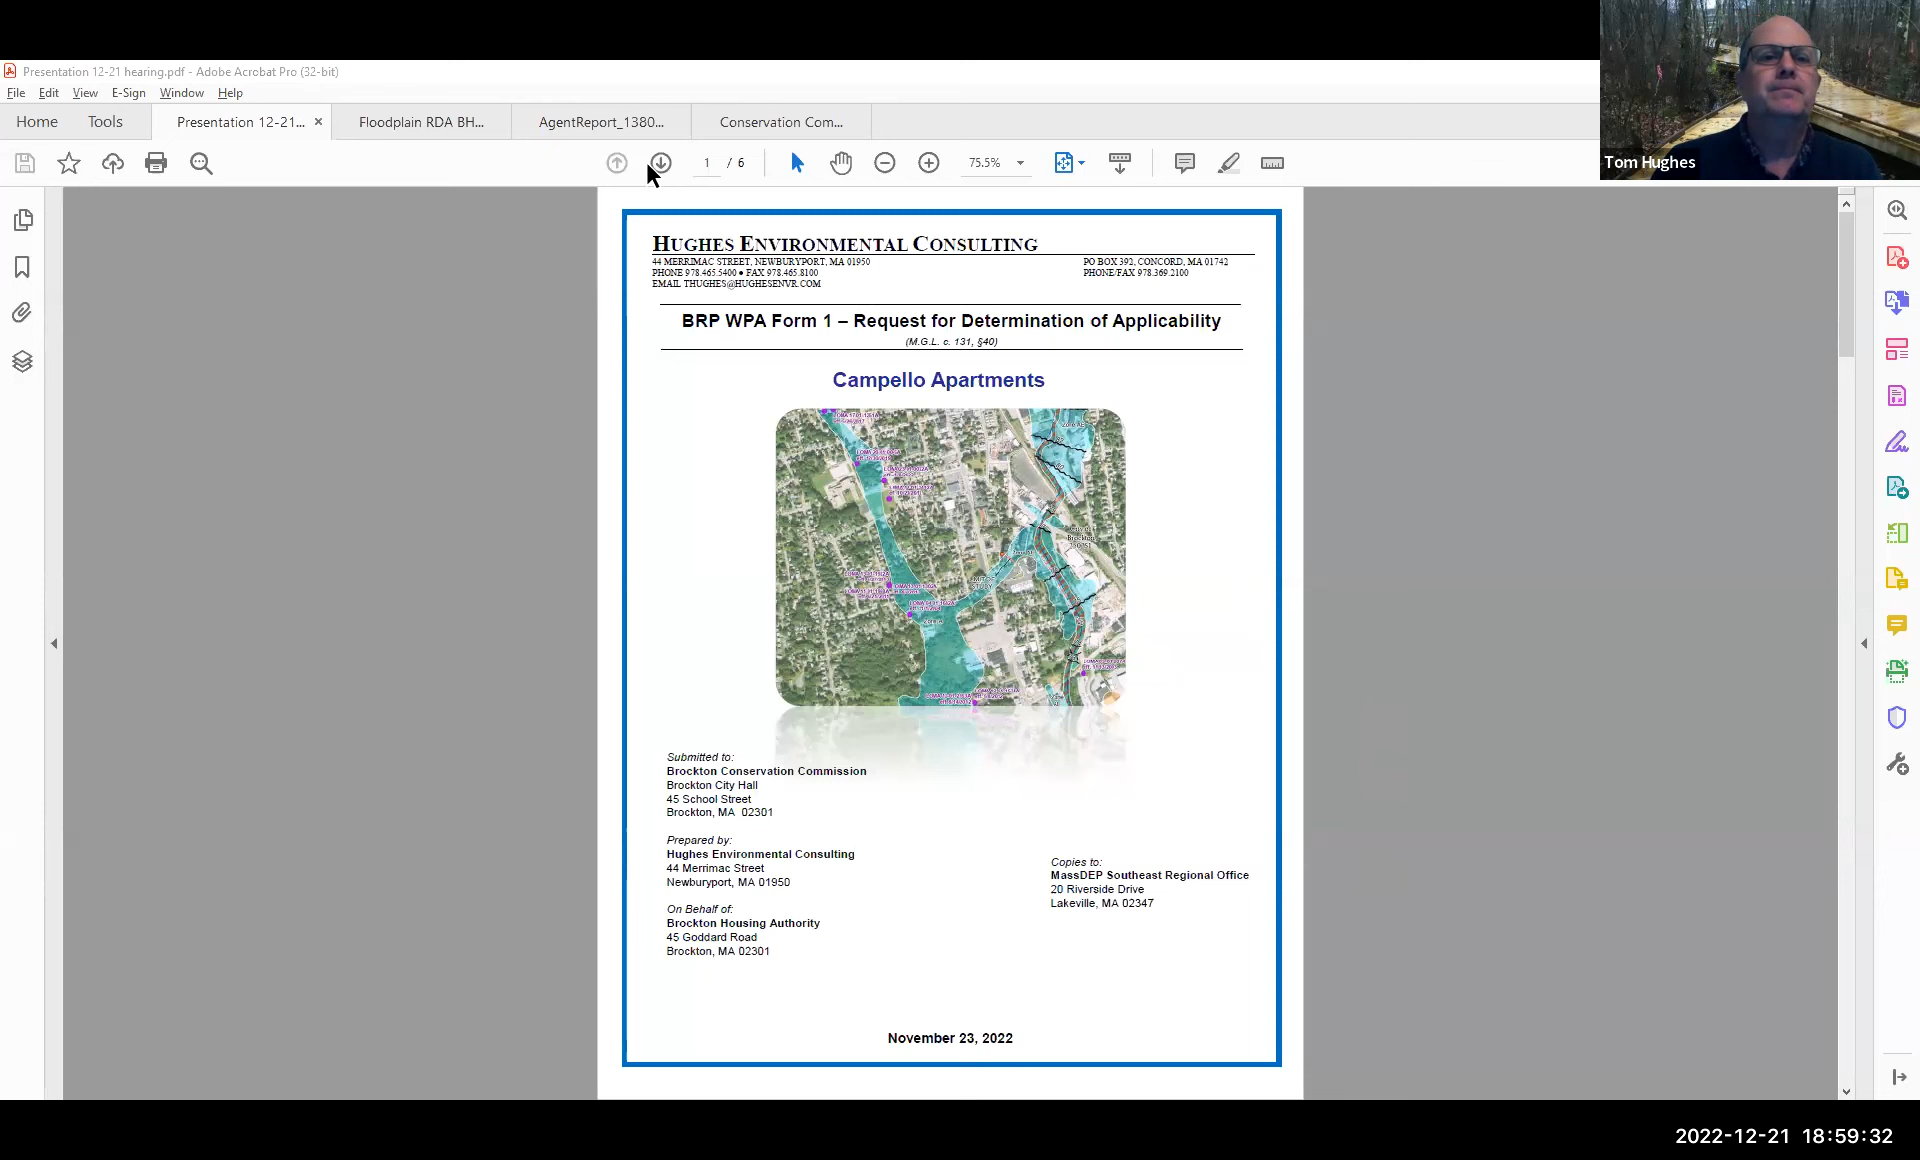 Presentation 12-21 hearing.pdf - Adobe Acrobat Pro (32-bit)
File Edit View E-Sign Window Help
Home Tools Presentation 12-21... × Floodplain RDA BH... AgentReport_1380... Conservation Com...
1 / 6 75.5%
Tom Hughes
HUGHES ENVIRONMENTAL CONSULTING
44 MERRIMAC STREET, NEWBURYPORT, MA 01950 PO BOX 392, CONCORD, MA 01742
PHONE 978.465.5400 • FAX 978.465.8100 PHONE/FAX 978.369.2100
EMAIL THUGHES@HUGHESENVR.COM
BRP WPA Form 1 – Request for Determination of Applicability
(M.G.L. c. 131, §40)
Campello Apartments
Submitted to:
Brockton Conservation Commission
Brockton City Hall
45 School Street
Brockton, MA 02301
Prepared by:
Hughes Environmental Consulting
44 Merrimac Street
Newburyport, MA 01950
On Behalf of:
Brockton Housing Authority
45 Goddard Road
Brockton, MA 02301
Copies to:
MassDEP Southeast Regional Office
20 Riverside Drive
Lakeville, MA 02347
November 23, 2022
2022-12-21 18:59:32